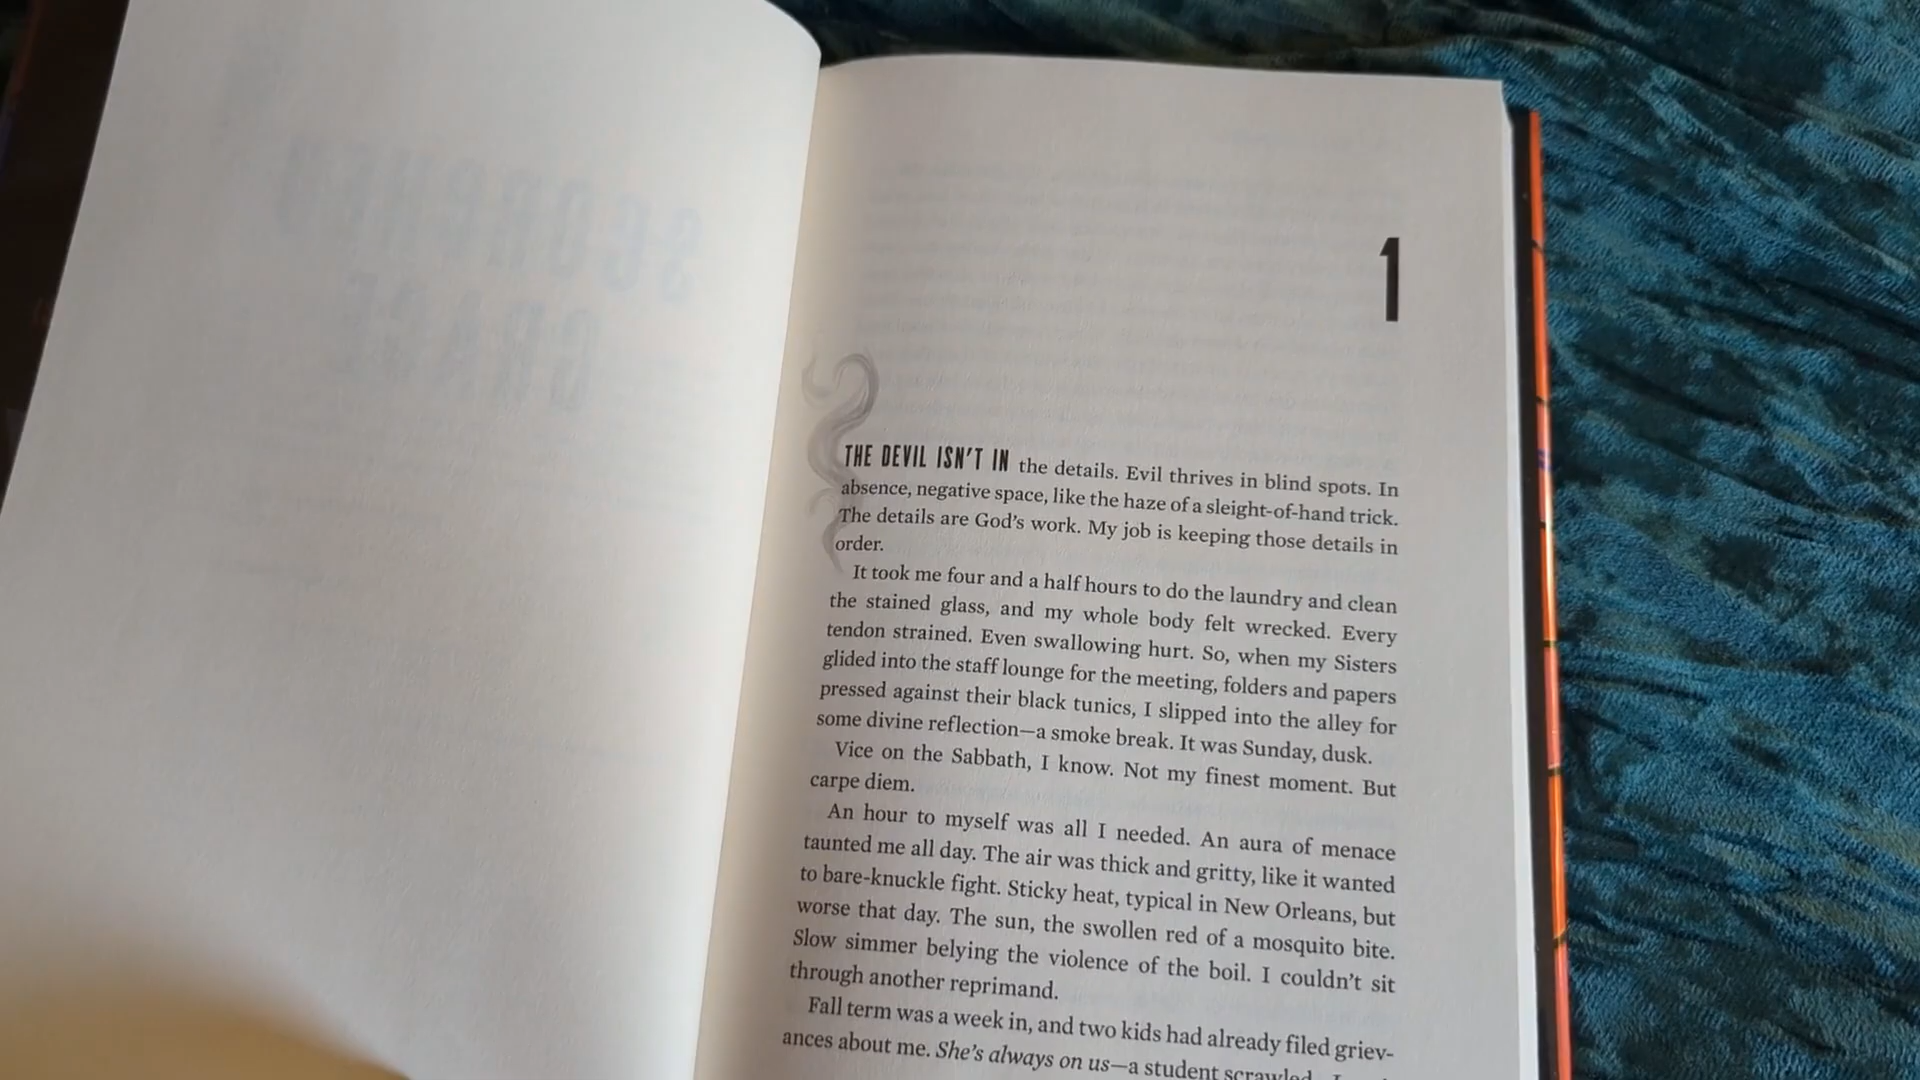 SCORCHED
GRACE
1
THE DEVIL ISN'T IN the details. Evil thrives in blind spots. In
absence, negative space, like the haze of a sleight-of-hand trick.
The details are God's work. My job is keeping those details in
order.
It took me four and a half hours to do the laundry and clean
the stained glass, and my whole body felt wrecked. Every
tendon strained. Even swallowing hurt. So, when my Sisters
glided into the staff lounge for the meeting, folders and papers
pressed against their black tunics, I slipped into the alley for
some divine reflection—a smoke break. It was Sunday, dusk.
Vice on the Sabbath, I know. Not my finest moment. But
carpe diem.
An hour to myself was all I needed. An aura of menace
taunted me all day. The air was thick and gritty, like it wanted
to bare-knuckle fight. Sticky heat, typical in New Orleans, but
worse that day. The sun, the swollen red of a mosquito bite.
Slow simmer belying the violence of the boil. I couldn't sit
through another reprimand.
Fall term was a week in, and two kids had already filed griev-
ances about me. She's always on us—a student scrawled.